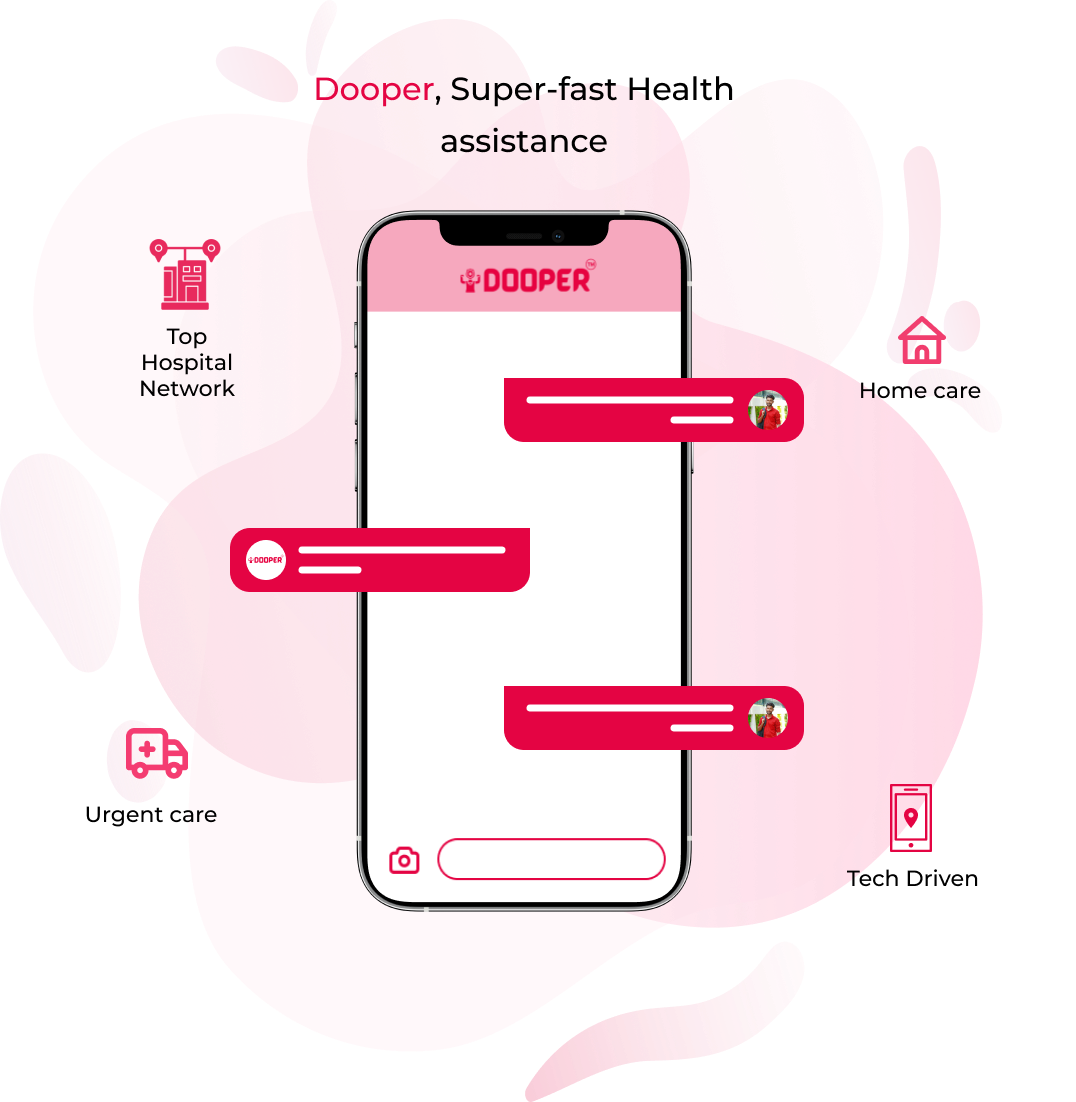 Dooper, Super-fast Health
assistance
DOOPER™
Top
Hospital
Network
Home care
DOOPER
Urgent care
Tech Driven